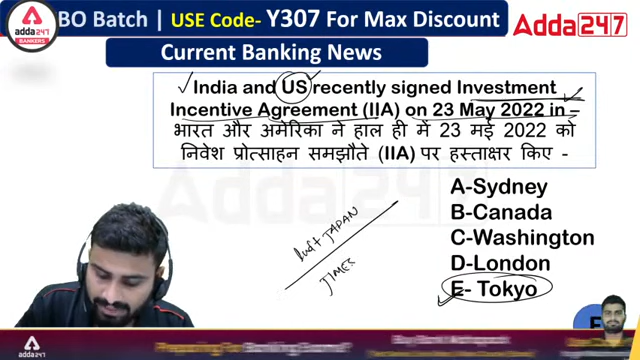 BO Batch | USE Code- Y307 For Max Discount
adda247
BANKERS
Adda247
Current Banking News
India and US recently signed Investment
Incentive Agreement (IIA) on 23 May 2022 in –
भारत और अमेरिका ने हाल ही में 23 मई 2022 को
निवेश प्रोत्साहन समझौते (IIA) पर हस्ताक्षर किए -
A-Sydney
B-Canada
C-Washington
D-London
E- Tokyo
JAPAN
TIMES